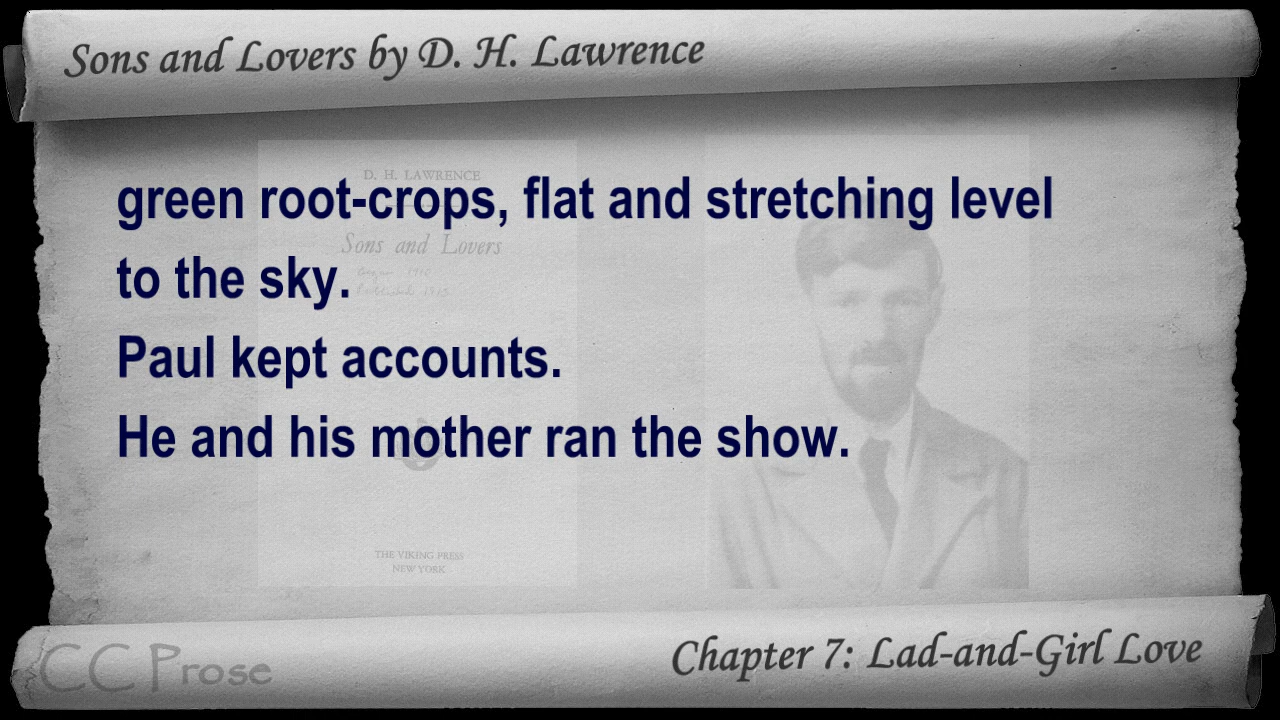 Sons and Lovers by D. H. Lawrence
D. H. LAWRENCE
green root-crops, flat and stretching level
Sons and Lovers
to the sky.
Paul kept accounts.
He and his mother ran the show.
THE VIKING PRESS
NEW YORK
Chapter 7: Lad-and-Girl Love
CC Prose